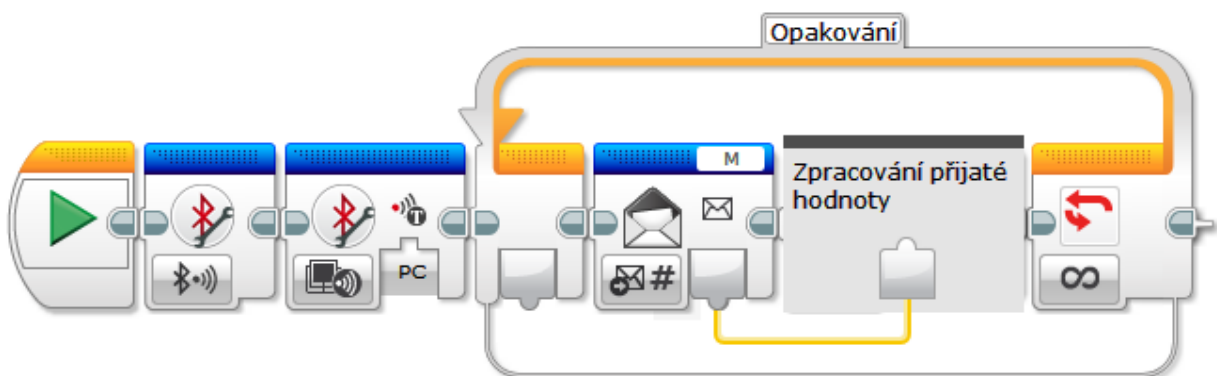 Opakování
M
Zpracování přijaté
hodnoty
T
PC
#
∞